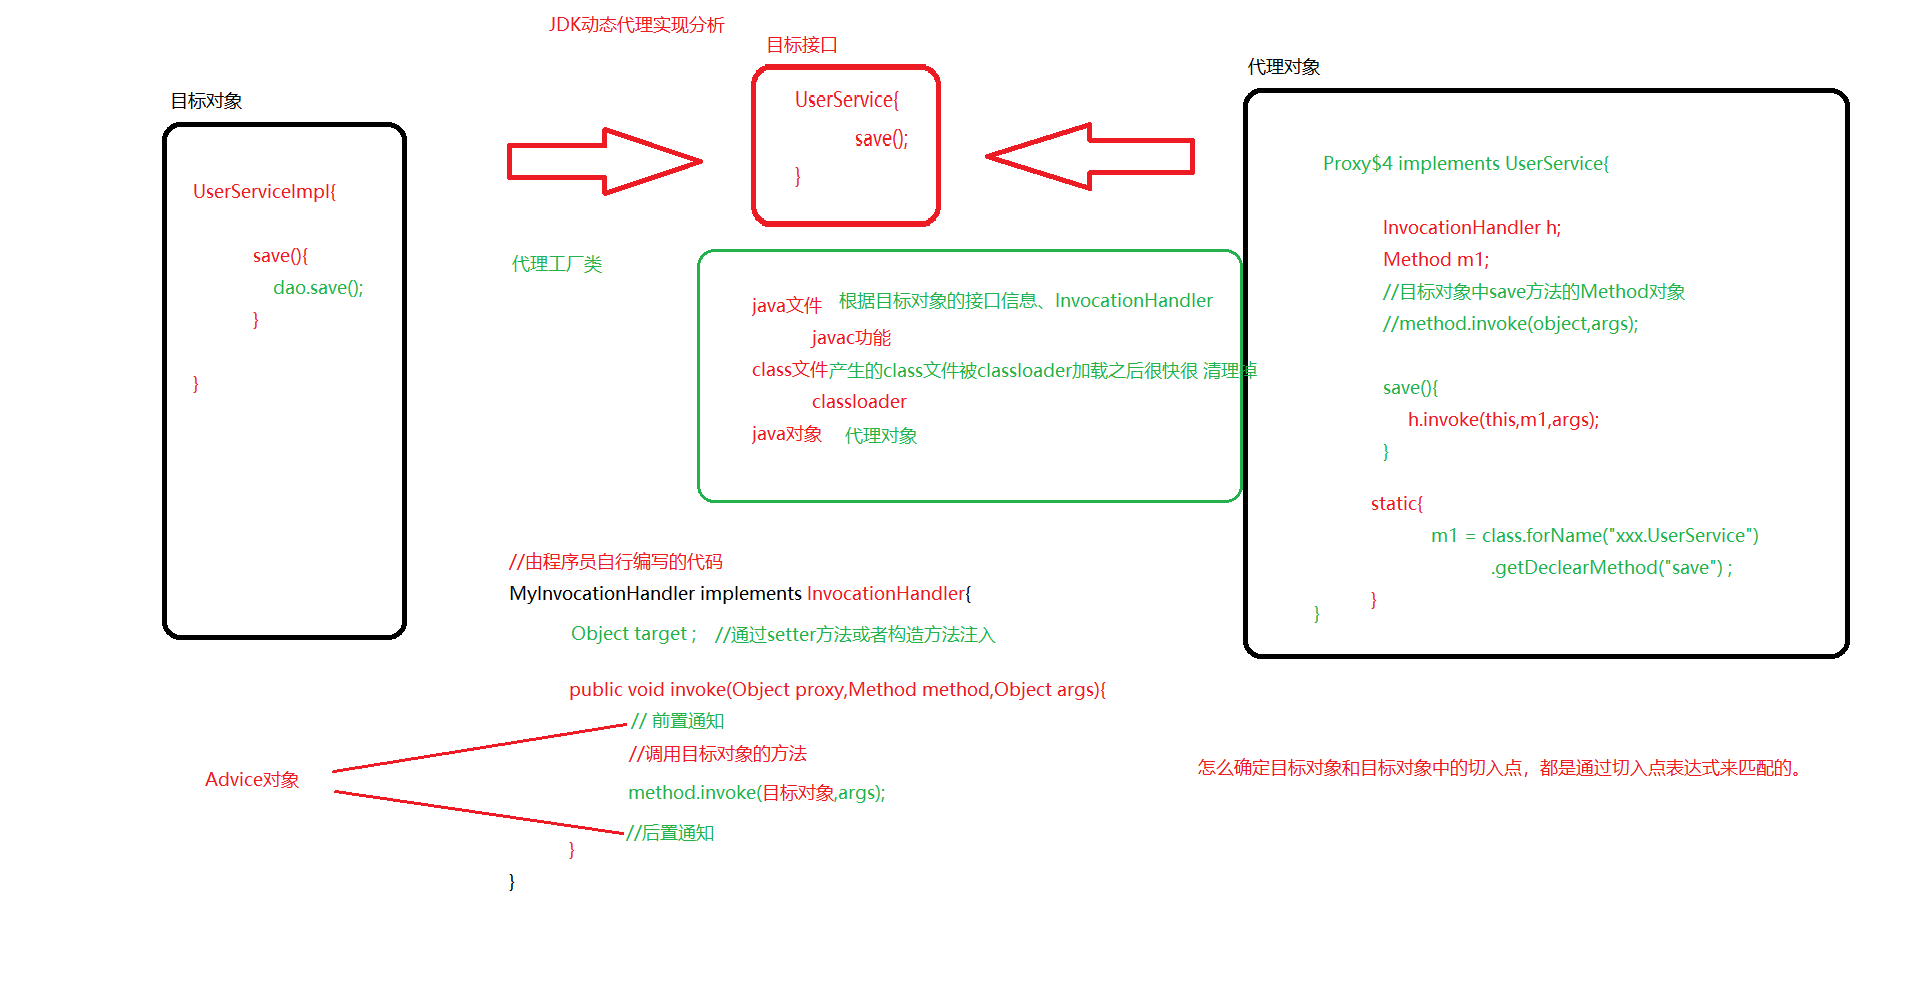 JDK动态代理实现分析
目标接口
UserService{
save();
}
目标对象
UserServiceImpl{
save(){
dao.save();
}
}
代理对象
Proxy$4 implements UserService{
InvocationHandler h;
Method m1;
//目标对象中save方法的Method对象
//method.invoke(object,args);
save(){
h.invoke(this,m1,args);
}
static{
m1 = class.forName("xxx.UserService")
.getDeclearMethod("save") ;
}
}
代理工厂类
java文件 根据目标对象的接口信息、InvocationHandler
javac功能
class文件产生的class文件被classloader加载之后很快很 清理掉
classloader
java对象 代理对象
//由程序员自行编写的代码
MyInvocationHandler implements InvocationHandler{
Object target ; //通过setter方法或者构造方法注入
public void invoke(Object proxy,Method method,Object args){
// 前置通知
//调用目标对象的方法
method.invoke(目标对象,args);
//后置通知
}
}
Advice对象
怎么确定目标对象和目标对象中的切入点，都是通过切入点表达式来匹配的。